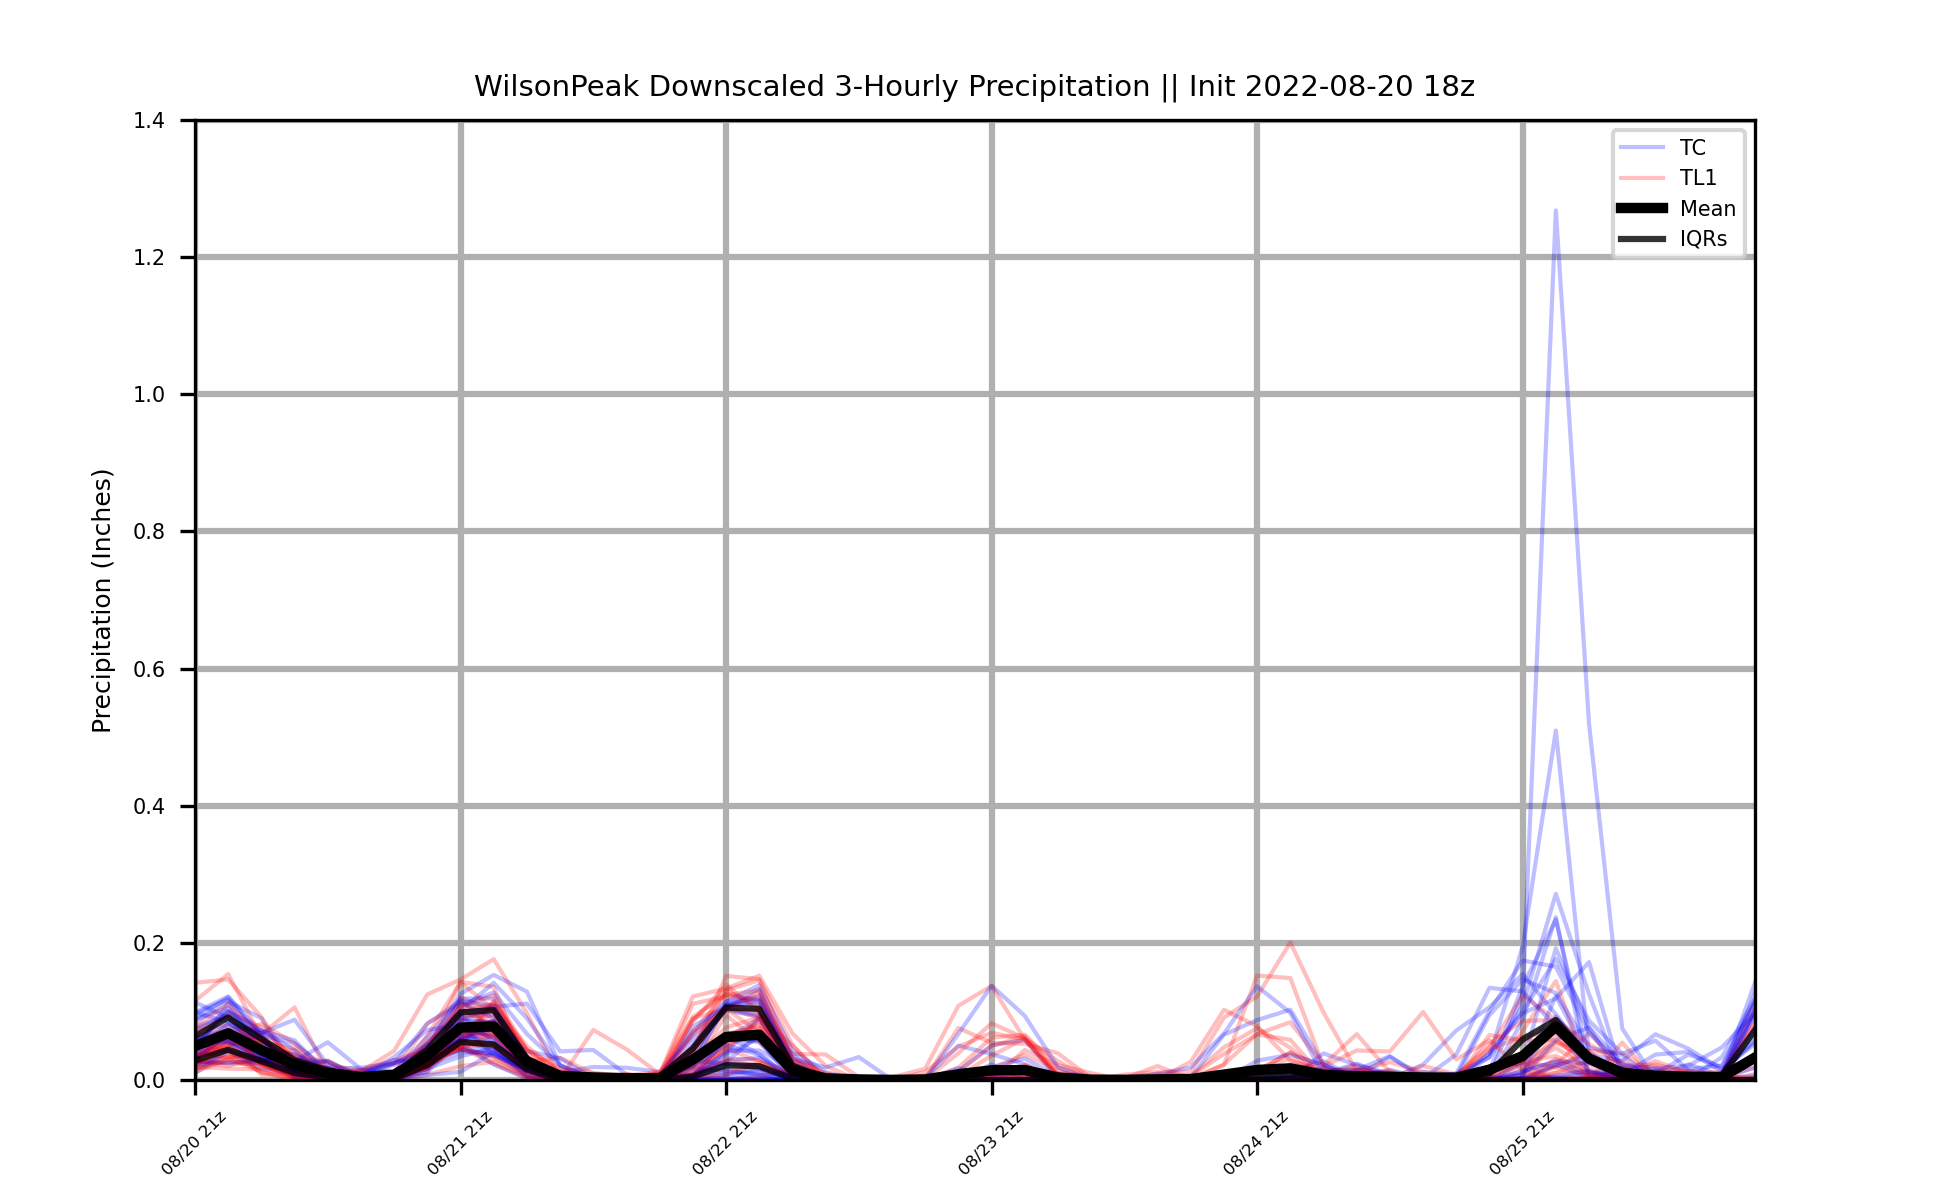 WilsonPeak Downscaled 3-Hourly Precipitation || Init 2022-08-20 18z
TC
TL1
Mean
IQRs
Precipitation (Inches)
1.4
1.2
1.0
0.8
0.6
0.4
0.2
0.0
08/20 21z
08/21 21z
08/22 21z
08/23 21z
08/24 21z
08/25 21z